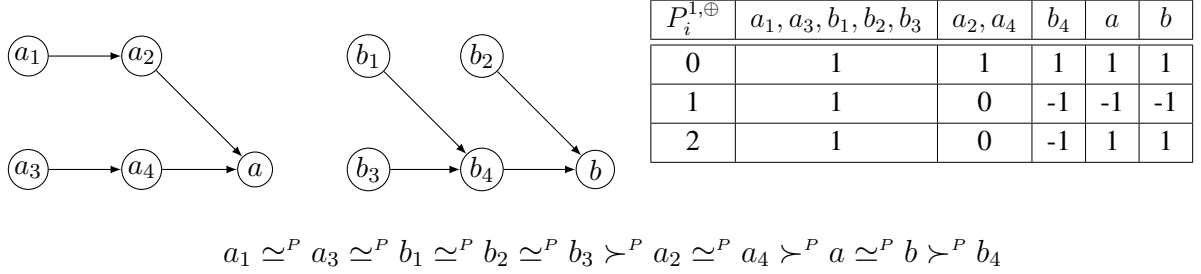 a₁ a₂ b₁ b₂
a₃ a₄ a b₃ b₄ b
Pᵢ^{1,⊕} a₁, a₃, b₁, b₂, b₃ a₂, a₄ b₄ a b
0 1 1 1 1 1
1 1 0 -1 -1 -1
2 1 0 -1 1 1
a₁ ≃ᴾ a₃ ≃ᴾ b₁ ≃ᴾ b₂ ≃ᴾ b₃ ≻ᴾ a₂ ≃ᴾ a₄ ≻ᴾ a ≃ᴾ b ≻ᴾ b₄